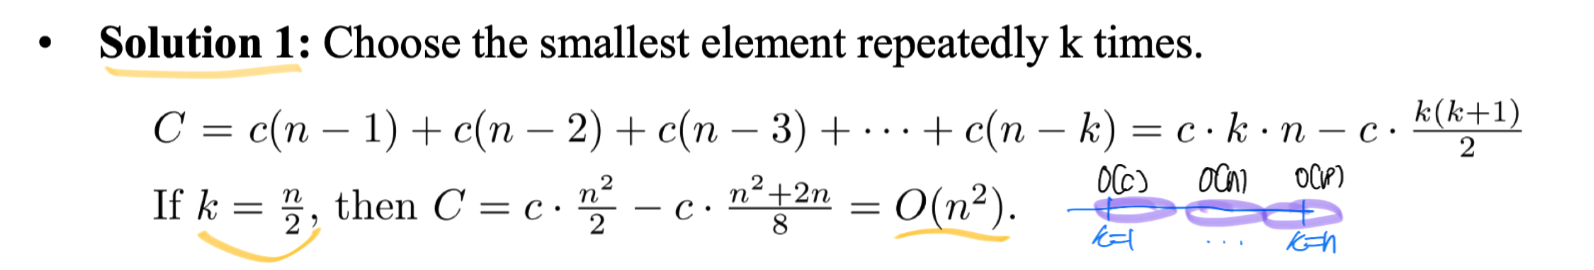 • Solution 1: Choose the smallest element repeatedly k times.
C = c(n − 1) + c(n − 2) + c(n − 3) + ⋯ + c(n − k) = c · k · n − c · k(k+1)/2
If k = n/2, then C = c · n²/2 − c · (n²+2n)/8 = O(n²).
O(c) O(n)
k=1 ... k=n